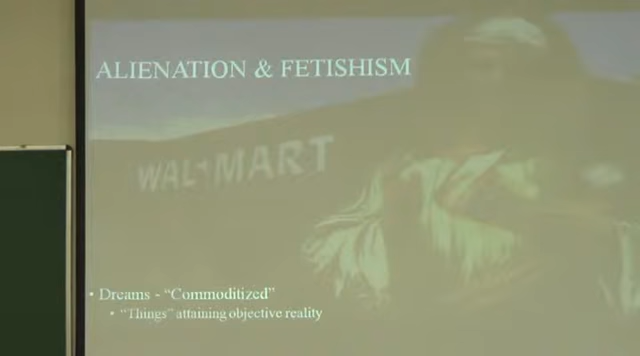 ALIENATION & FETISHISM
WAL★MART
• Dreams - “Commoditized”
• “Things” attaining objective reality